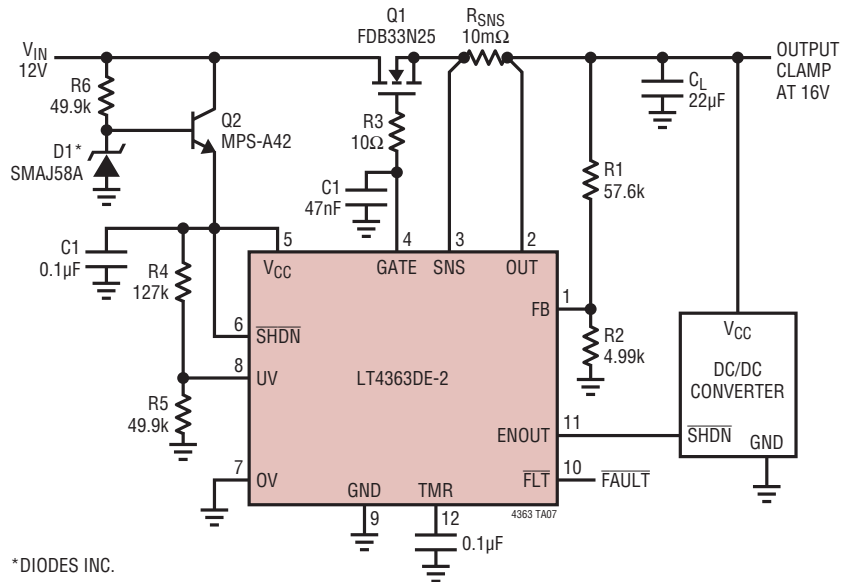 VIN
12V
R6
49.9k
D1*
SMAJ58A
Q2
MPS-A42
Q1
FDB33N25
RSNS
10mΩ
OUTPUT
CLAMP
AT 16V
CL
22µF
R3
10Ω
C1
47nF
R1
57.6k
C1
0.1µF
R4
127k
R5
49.9k
5
VCC
4
GATE
3
SNS
2
OUT
FB
1
R2
4.99k
6
SHDN
8
UV
LT4363DE-2
VCC
DC/DC
CONVERTER
SHDN
GND
ENOUT
11
7
OV
GND
9
TMR
12
FLT
10
FAULT
4363 TA07
0.1µF
*DIODES INC.